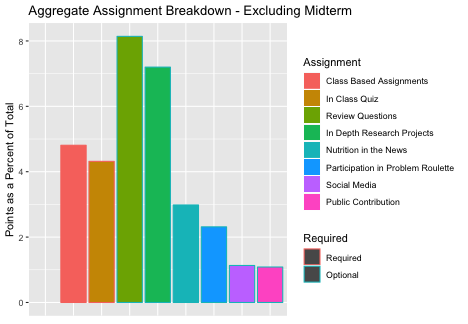 Aggregate Assignment Breakdown - Excluding Midterm
Points as a Percent of Total
8
6
4
2
0
Assignment
Class Based Assignments
In Class Quiz
Review Questions
In Depth Research Projects
Nutrition in the News
Participation in Problem Roulette
Social Media
Public Contribution
Required
Required
Optional